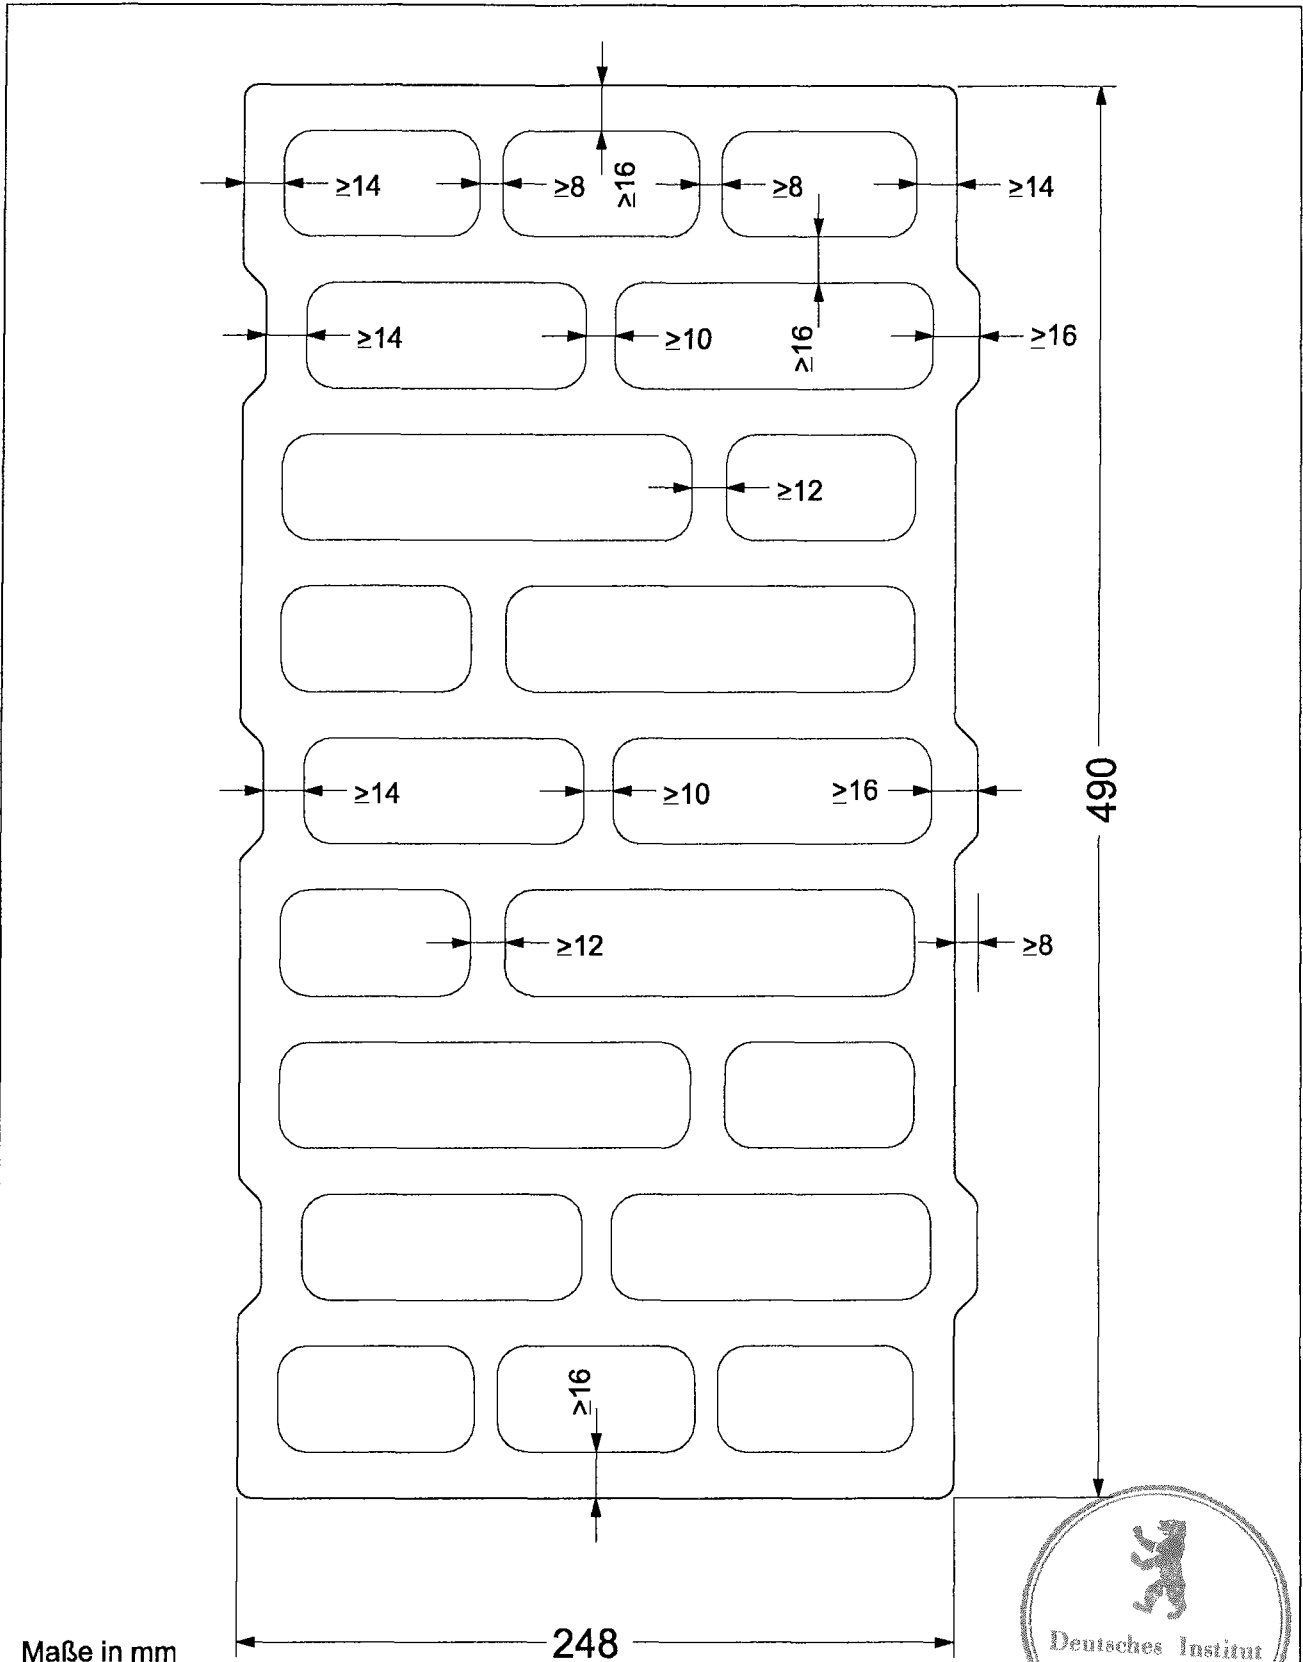 ≥16
≥14 ≥8 ≥8 ≥14
≥14 ≥10 ≥16 ≥16
≥12
≥14 ≥10 ≥16
490
≥12 ≥8
≥16
248
Maße in mm
Deutsches Institut